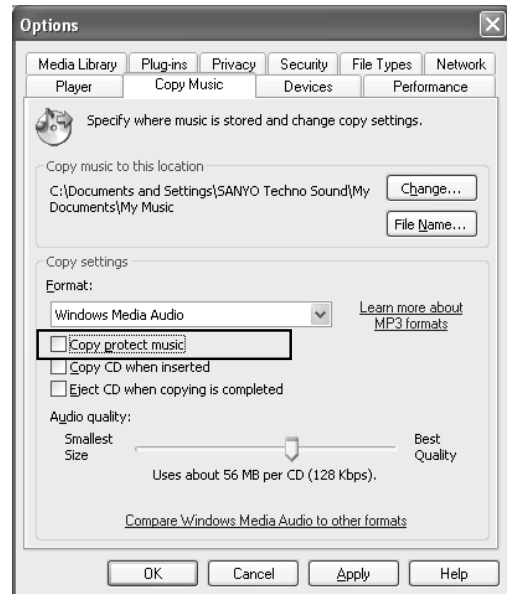 Options
Media Library Plug-ins Privacy Security File Types Network
Player Copy Music Devices Performance
Specify where music is stored and change copy settings.
Copy music to this location
C:\Documents and Settings\SANYO Techno Sound\My
Documents\My Music
Change...
File Name...
Copy settings
Format:
Windows Media Audio
Learn more about
MP3 formats
Copy protect music
Copy CD when inserted
Eject CD when copying is completed
Audio quality:
Smallest
Size
Best
Quality
Uses about 56 MB per CD (128 Kbps).
Compare Windows Media Audio to other formats
OK Cancel Apply Help